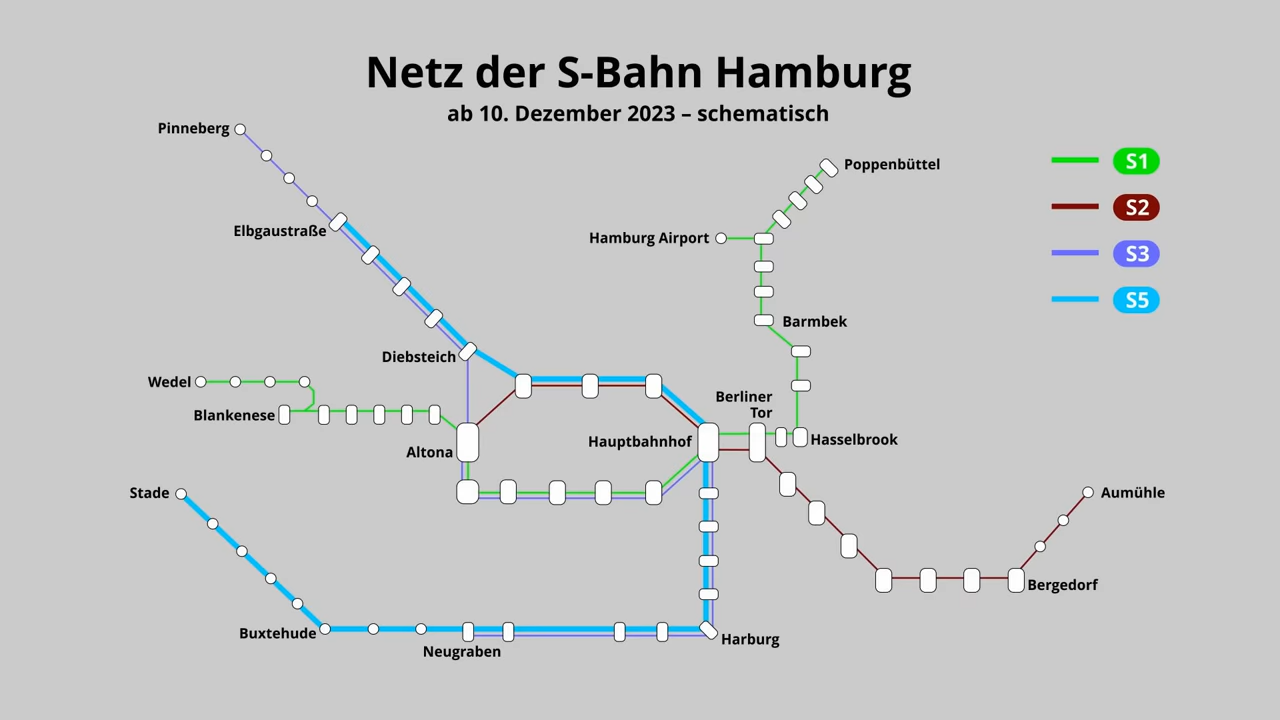 Netz der S-Bahn Hamburg
ab 10. Dezember 2023 – schematisch
Pinneberg
Poppenbüttel
S1
S2
Elbgaustraße
Hamburg Airport
S3
S5
Barmbek
Diebsteich
Wedel
Berliner
Tor
Blankenese
Hauptbahnhof
Hasselbrook
Altona
Stade
Aumühle
Bergedorf
Buxtehude
Harburg
Neugraben